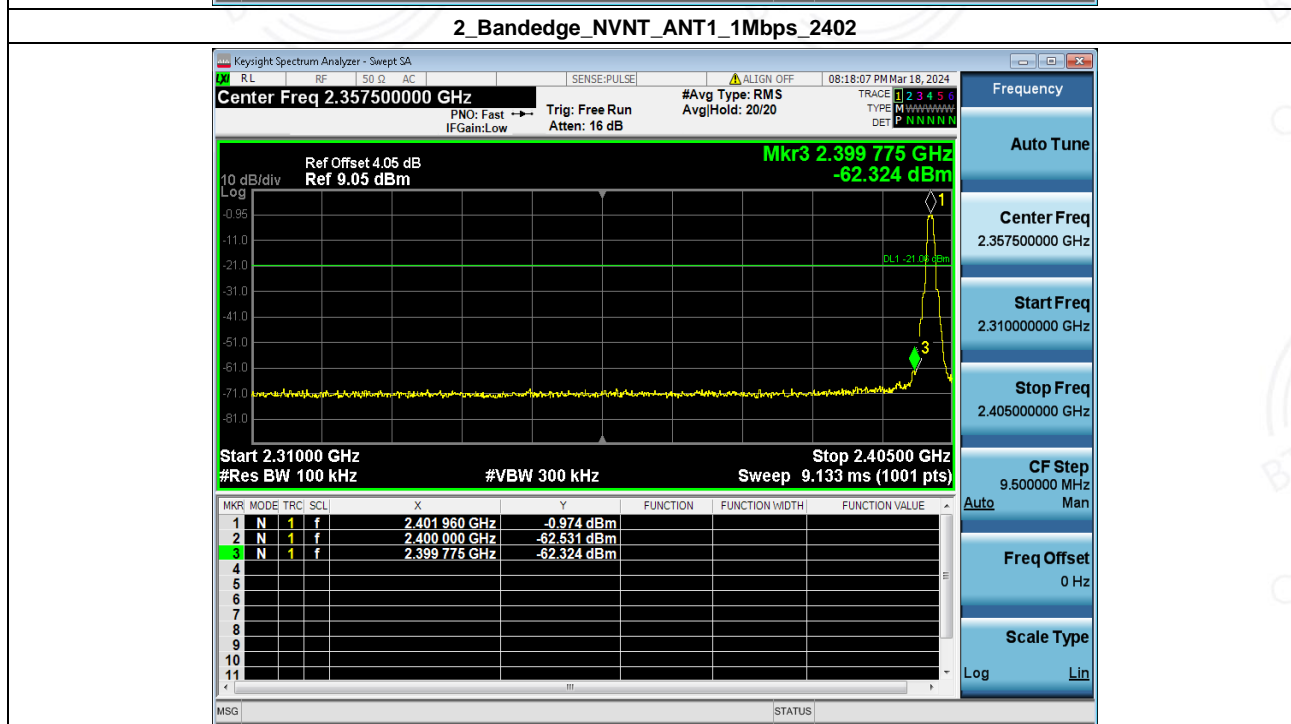 2_Bandedge_NVNT_ANT1_1Mbps_2402
Keysight Spectrum Analyzer - Swept SA
LXI RL RF 50 Ω AC SENSE:PULSE ALIGN OFF 08:18:07 PM Mar 18, 2024
Center Freq 2.357500000 GHz
PNO: Fast
IFGain:Low
Trig: Free Run
Atten: 16 dB
#Avg Type: RMS
Avg|Hold: 20/20
TRACE 1 2 3 4 5 6
TYPE M WWWWW
DET P N N N N N
Frequency
Auto Tune
Center Freq
2.357500000 GHz
Start Freq
2.310000000 GHz
Stop Freq
2.405000000 GHz
CF Step
9.500000 MHz
Auto Man
Freq Offset
0 Hz
Scale Type
Log Lin
Mkr3 2.399 775 GHz
-62.324 dBm
Ref Offset 4.05 dB
10 dB/div Ref 9.05 dBm
Log
-0.95
-11.0
-21.0
-31.0
-41.0
-51.0
-61.0
-71.0
-81.0
1
DL1 -21.06 dBm
3
Start 2.31000 GHz Stop 2.40500 GHz
#Res BW 100 kHz #VBW 300 kHz Sweep 9.133 ms (1001 pts)
MKR MODE TRC SCL X Y FUNCTION FUNCTION WIDTH FUNCTION VALUE
1 N 1 f 2.401 960 GHz -0.974 dBm
2 N 1 f 2.400 000 GHz -62.531 dBm
3 N 1 f 2.399 775 GHz -62.324 dBm
4
5
6
7
8
9
10
11
MSG STATUS